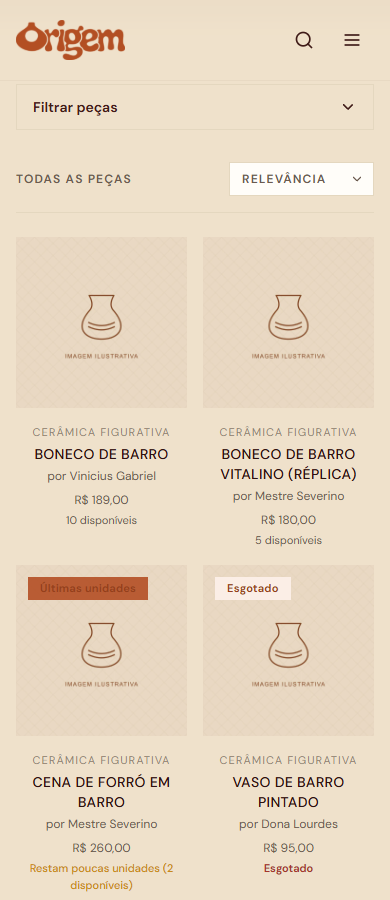 Origem
Filtrar peças
TODAS AS PEÇAS
RELEVÂNCIA
IMAGEM ILUSTRATIVA
CERÂMICA FIGURATIVA
BONECO DE BARRO
por Vinicius Gabriel
R$ 189,00
10 disponíveis
IMAGEM ILUSTRATIVA
CERÂMICA FIGURATIVA
BONECO DE BARRO
VITALINO (RÉPLICA)
por Mestre Severino
R$ 180,00
5 disponíveis
Últimas unidades
IMAGEM ILUSTRATIVA
CERÂMICA FIGURATIVA
CENA DE FORRÓ EM
BARRO
por Mestre Severino
R$ 260,00
Restam poucas unidades (2
disponíveis)
Esgotado
IMAGEM ILUSTRATIVA
CERÂMICA FIGURATIVA
VASO DE BARRO
PINTADO
por Dona Lourdes
R$ 95,00
Esgotado